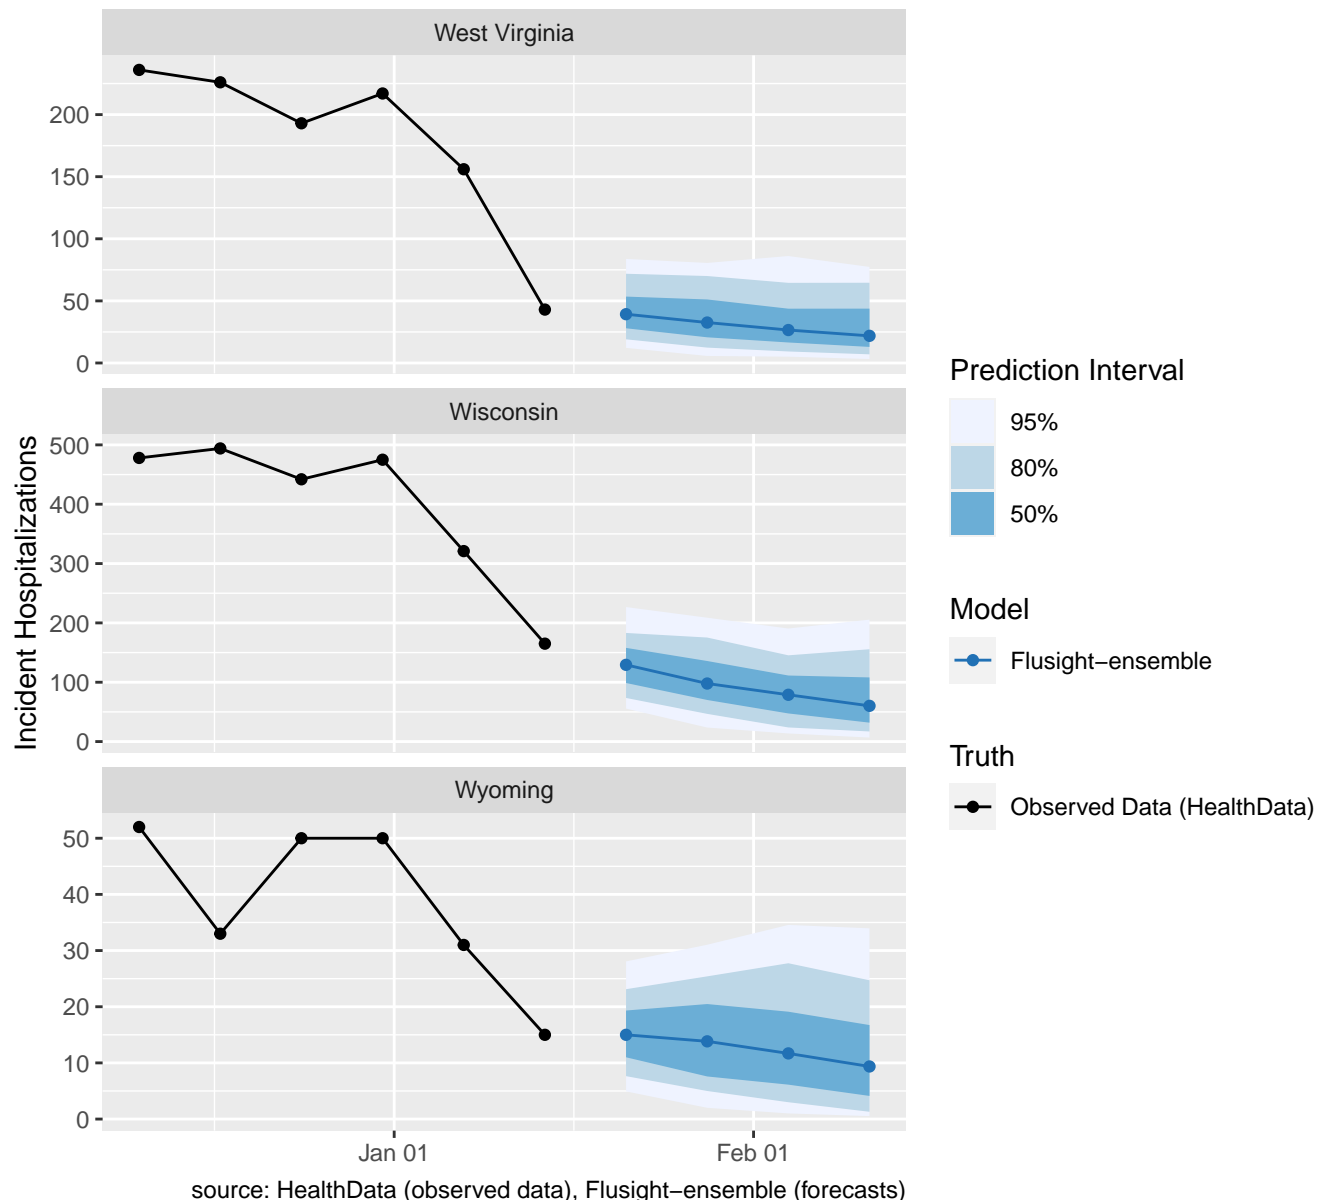 West Virginia
200
150
100
50
0
Wisconsin
500
400
300
200
100
0
Wyoming
50
40
30
20
10
0
Jan 01
Feb 01
Incident Hospitalizations
source: HealthData (observed data), Flusight−ensemble (forecasts)
Prediction Interval
95%
80%
50%
Model
Flusight−ensemble
Truth
Observed Data (HealthData)